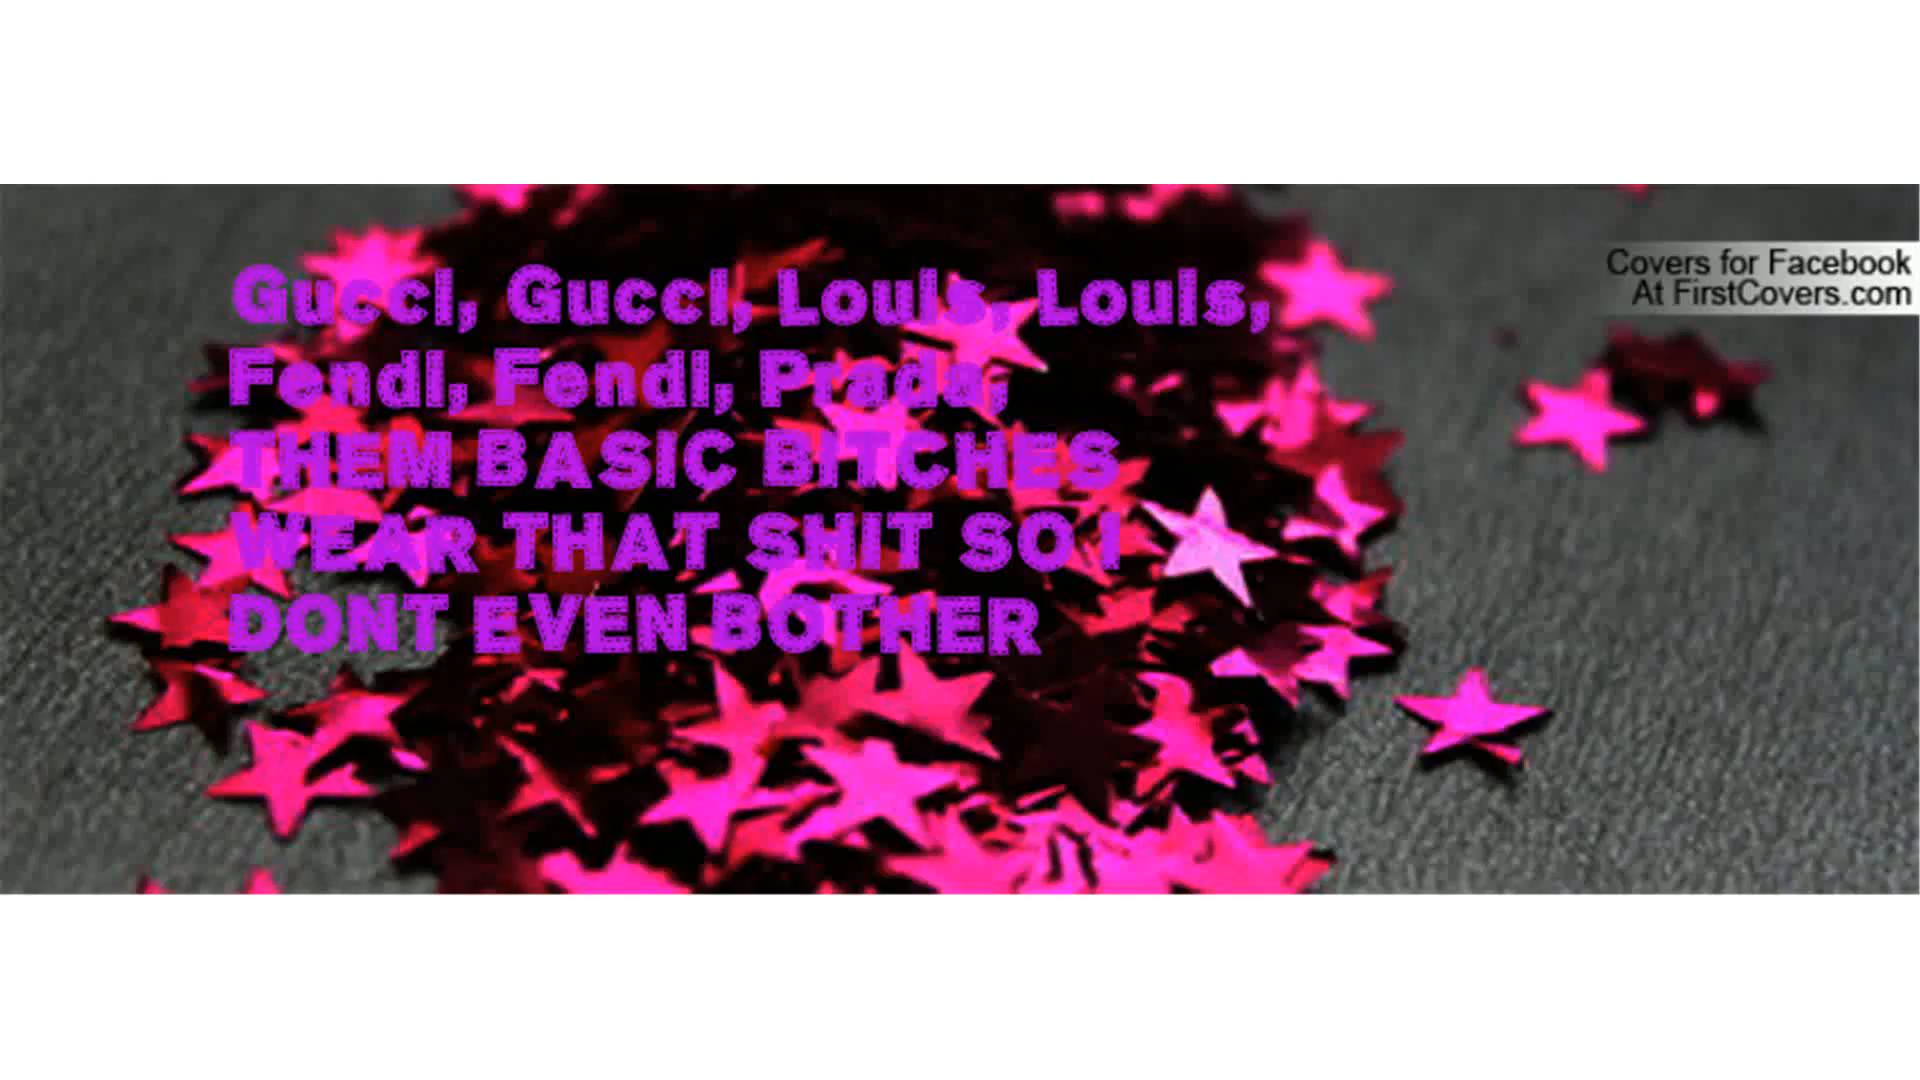 Gucci, Gucci, Louis, Louis,
Fendi, Fendi, Prada,
THEM BASIC BITCHES
WEAR THAT SHIT SO I
DONT EVEN BOTHER
Covers for Facebook
At FirstCovers.com